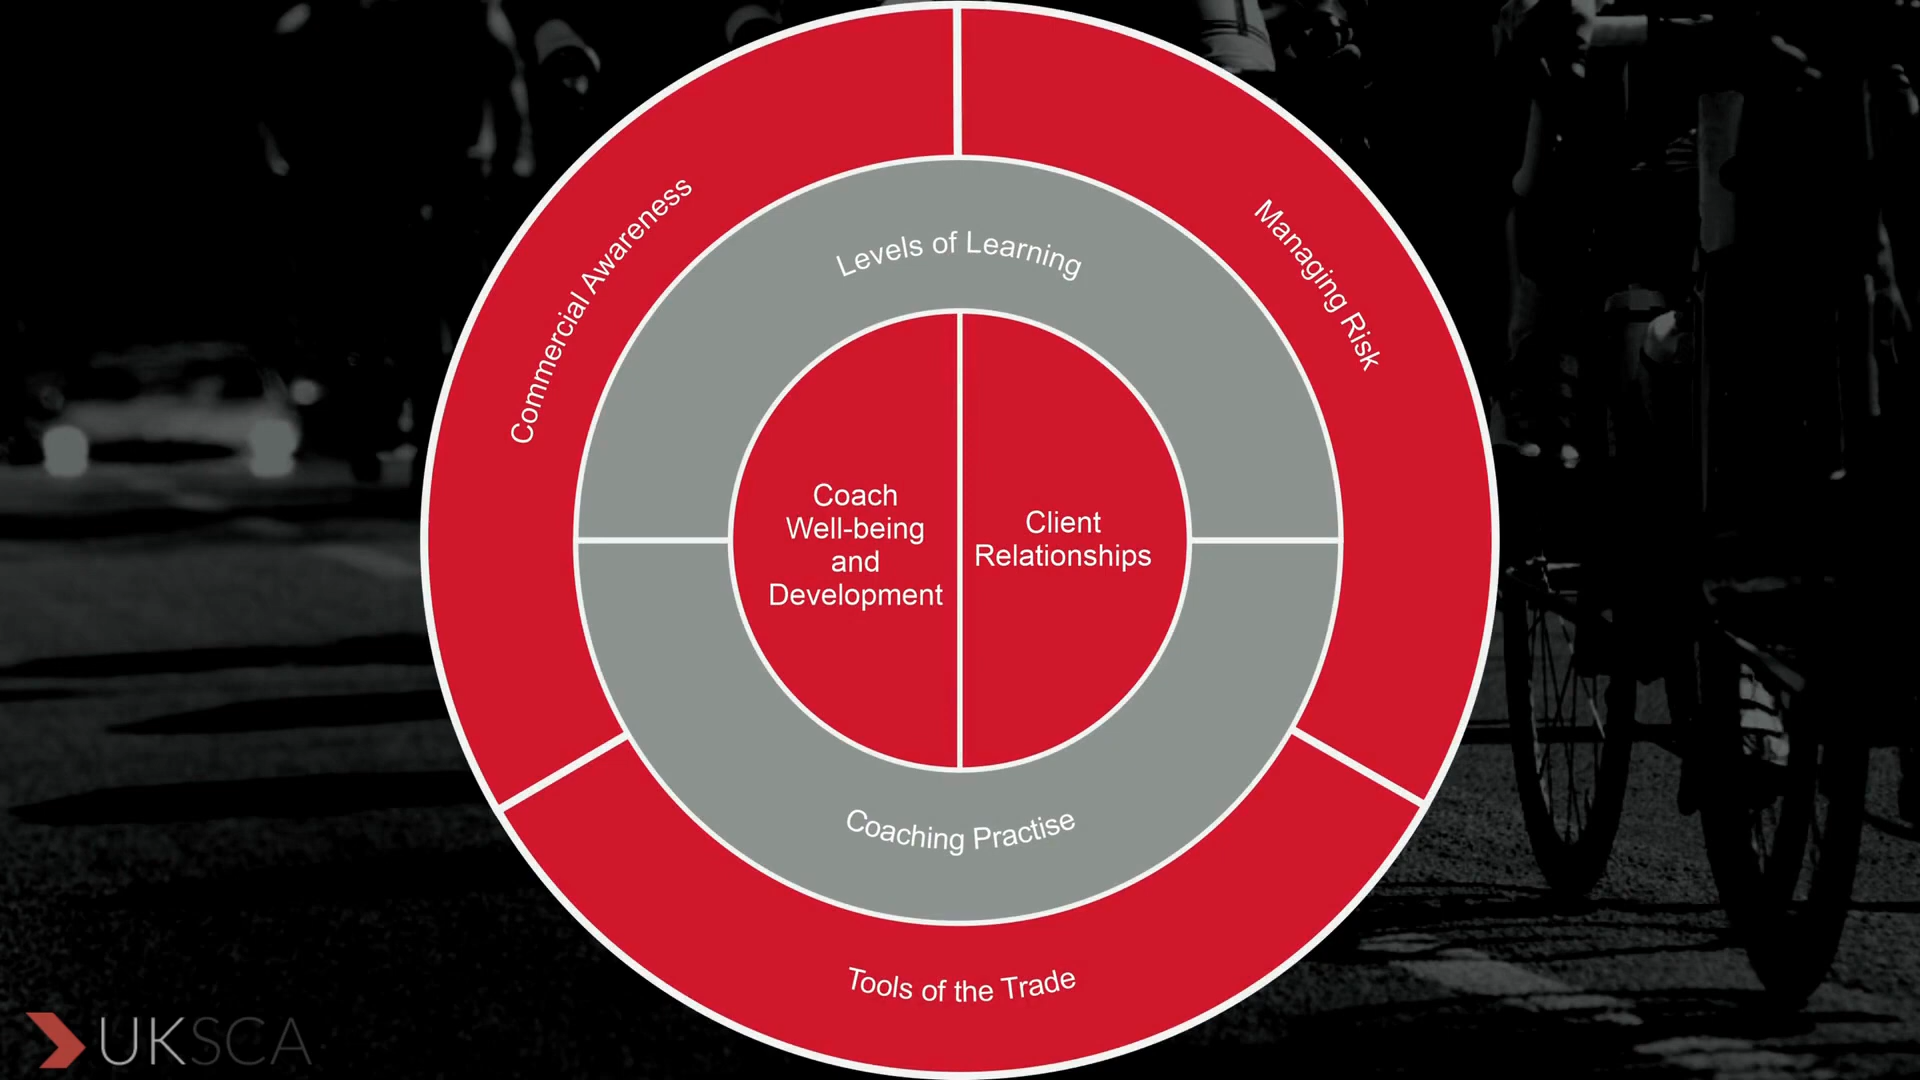 Commercial Awareness
Managing Risk
Levels of Learning
Coach
Well-being
and
Development
Client
Relationships
Coaching Practise
Tools of the Trade
UKSCA